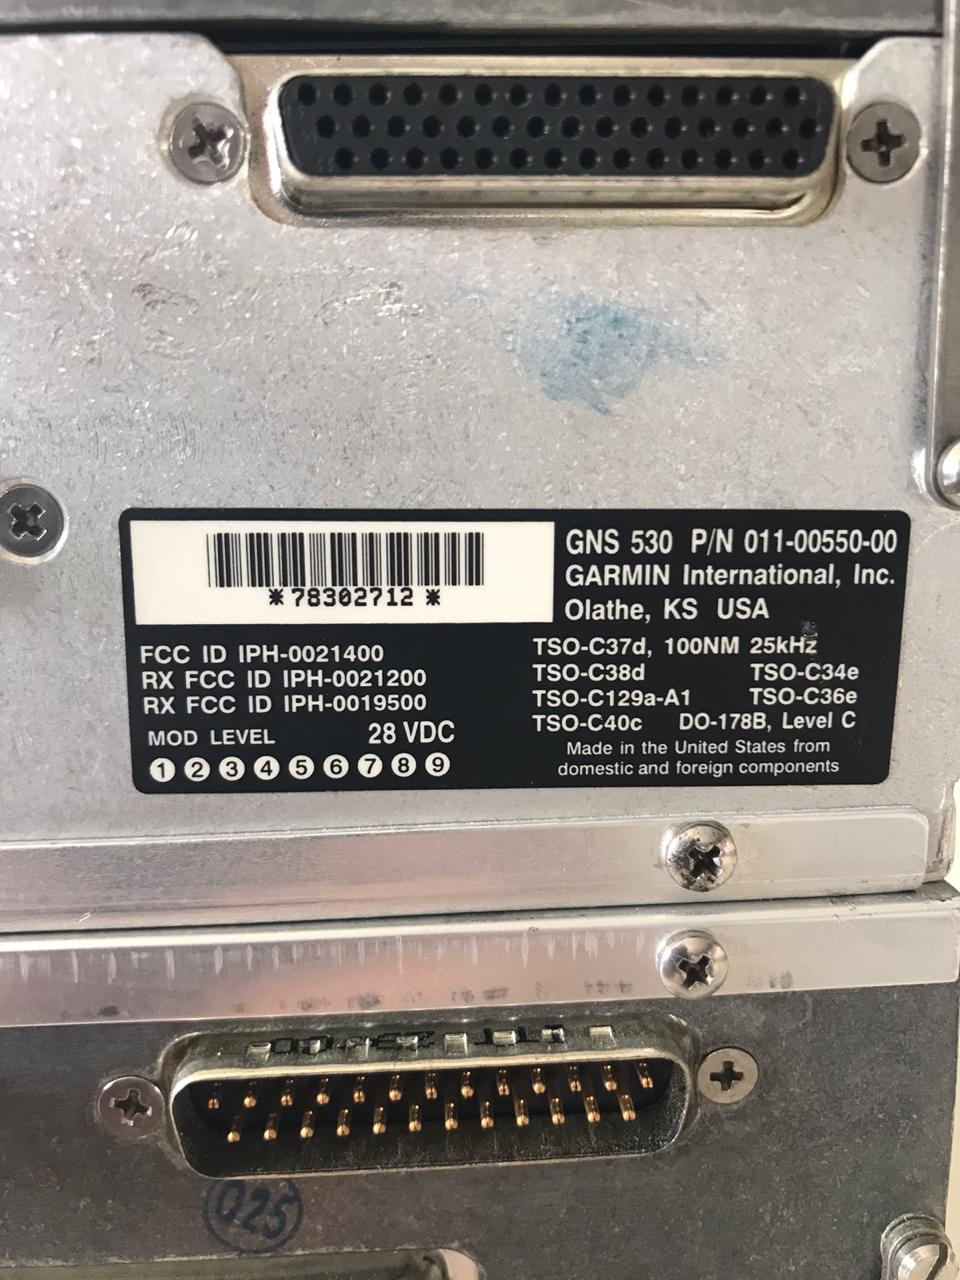 *78302712*
GNS 530 P/N 011-00550-00
GARMIN International, Inc.
Olathe, KS USA
FCC ID IPH-0021400
RX FCC ID IPH-0021200
RX FCC ID IPH-0019500
MOD LEVEL 28 VDC
1 2 3 4 5 6 7 8 9
TSO-C37d, 100NM 25kHz
TSO-C38d TSO-C34e
TSO-C129a-A1 TSO-C36e
TSO-C40c DO-178B, Level C
Made in the United States from
domestic and foreign components
025